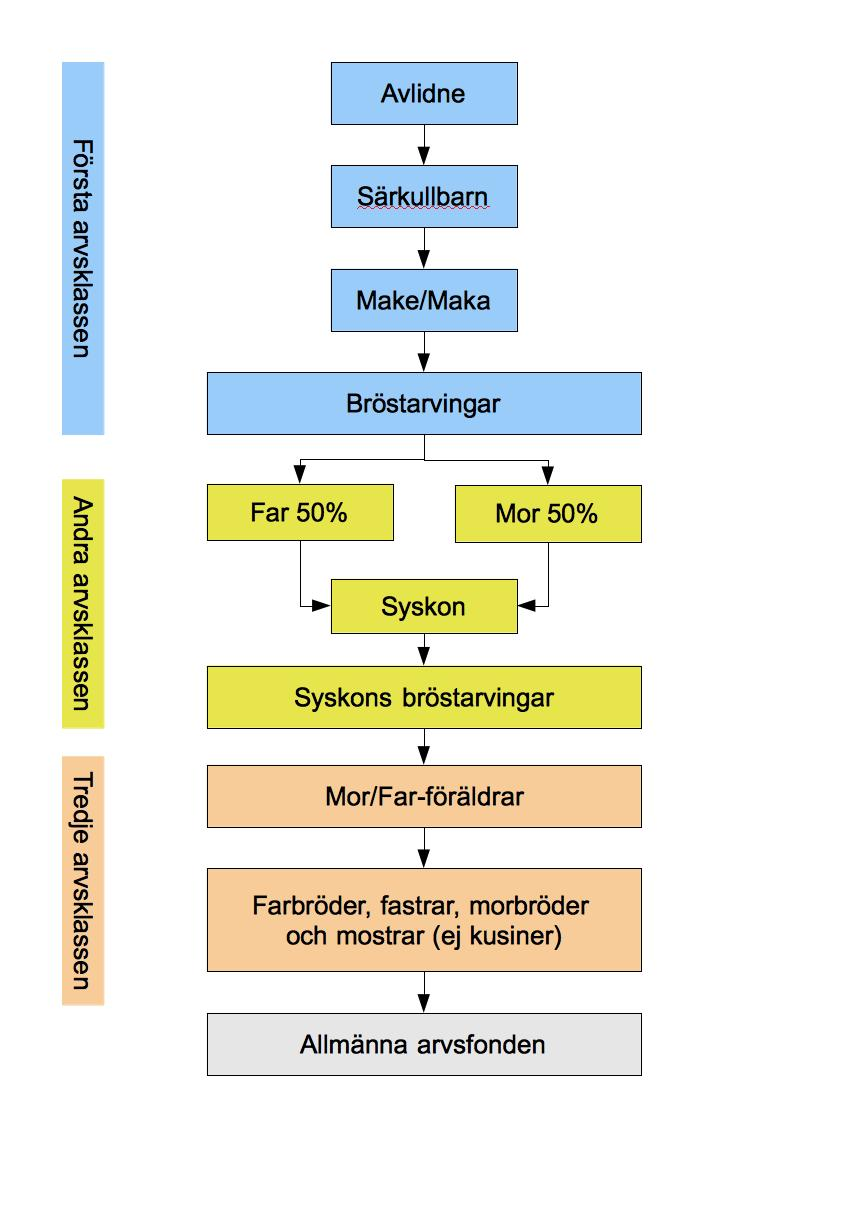 Första arvsklassen
Avlidne
Särkullbarn
Make/Maka
Bröstarvingar
Andra arvsklassen
Far 50%
Mor 50%
Syskon
Syskons bröstarvingar
Tredje arvsklassen
Mor/Far-föräldrar
Farbröder, fastrar, morbröder
och mostrar (ej kusiner)
Allmänna arvsfonden